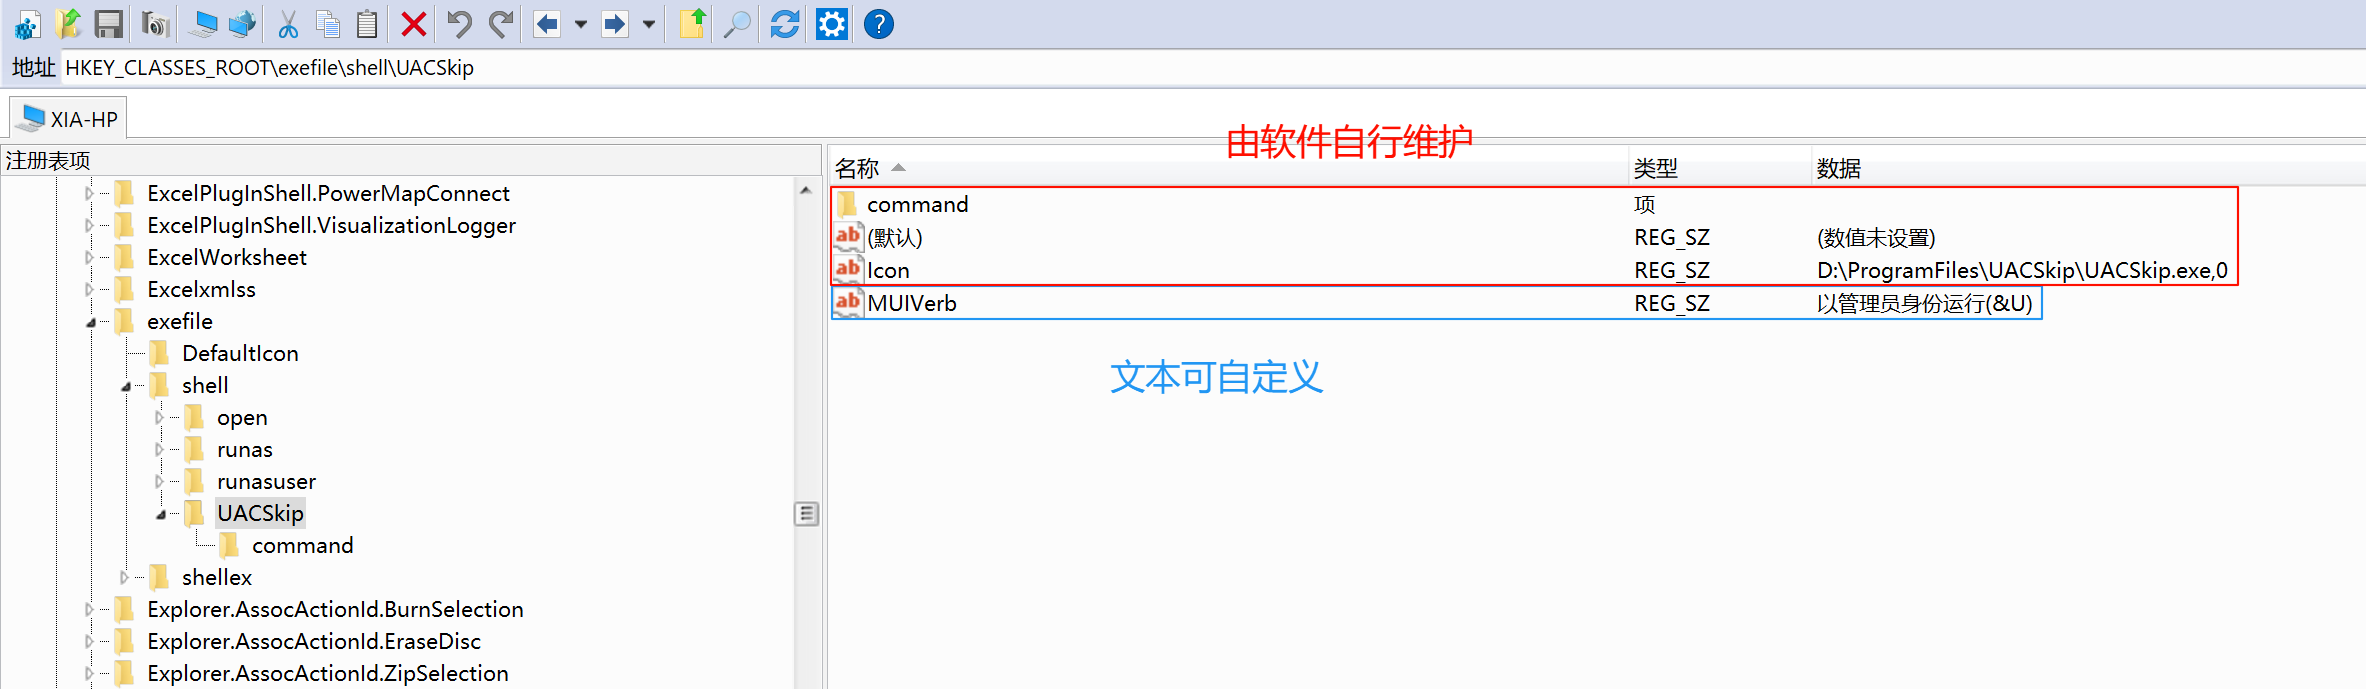 地址 HKEY_CLASSES_ROOT\exefile\shell\UACSkip
XIA-HP
注册表项
ExcelPlugInShell.PowerMapConnect
ExcelPlugInShell.VisualizationLogger
ExcelWorksheet
Excelxmlss
exefile
DefaultIcon
shell
open
runas
runasuser
UACSkip
command
shellex
Explorer.AssocActionId.BurnSelection
Explorer.AssocActionId.EraseDisc
Explorer.AssocActionId.ZipSelection
由软件自行维护
名称 类型 数据
command 项
ab (默认) REG_SZ (数值未设置)
ab Icon REG_SZ D:\ProgramFiles\UACSkip\UACSkip.exe,0
ab MUIVerb REG_SZ 以管理员身份运行(&U)
文本可自定义